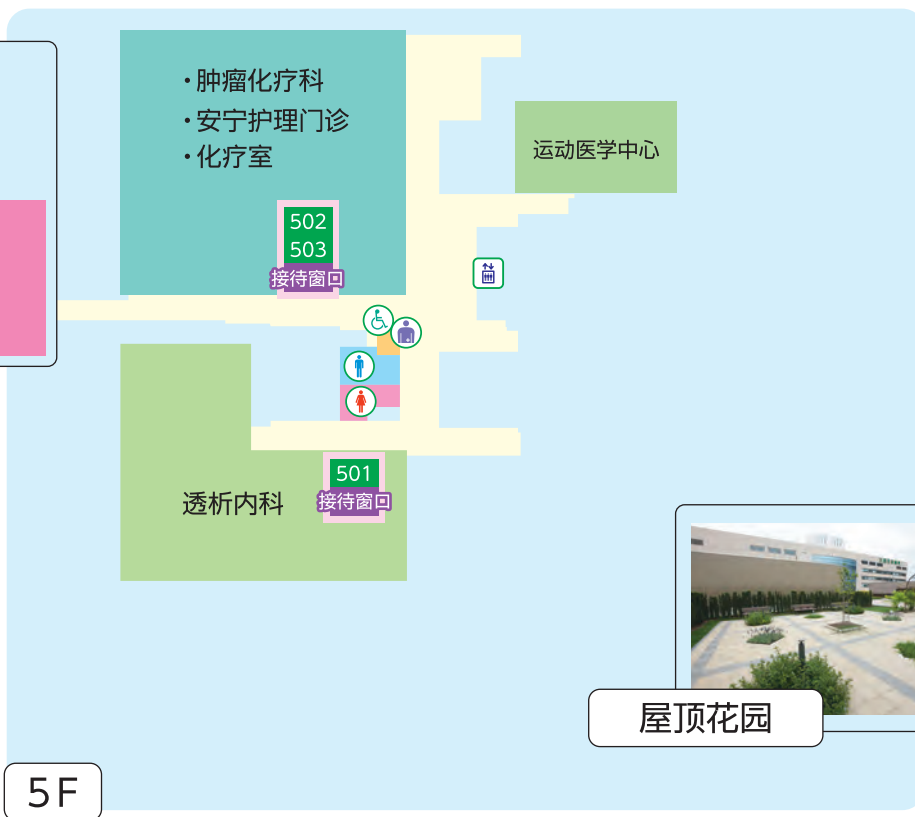 ・肿瘤化疗科
・安宁护理门诊
・化疗室
运动医学中心
502
503
接待窗口
透析内科
501
接待窗口
屋顶花园
5F